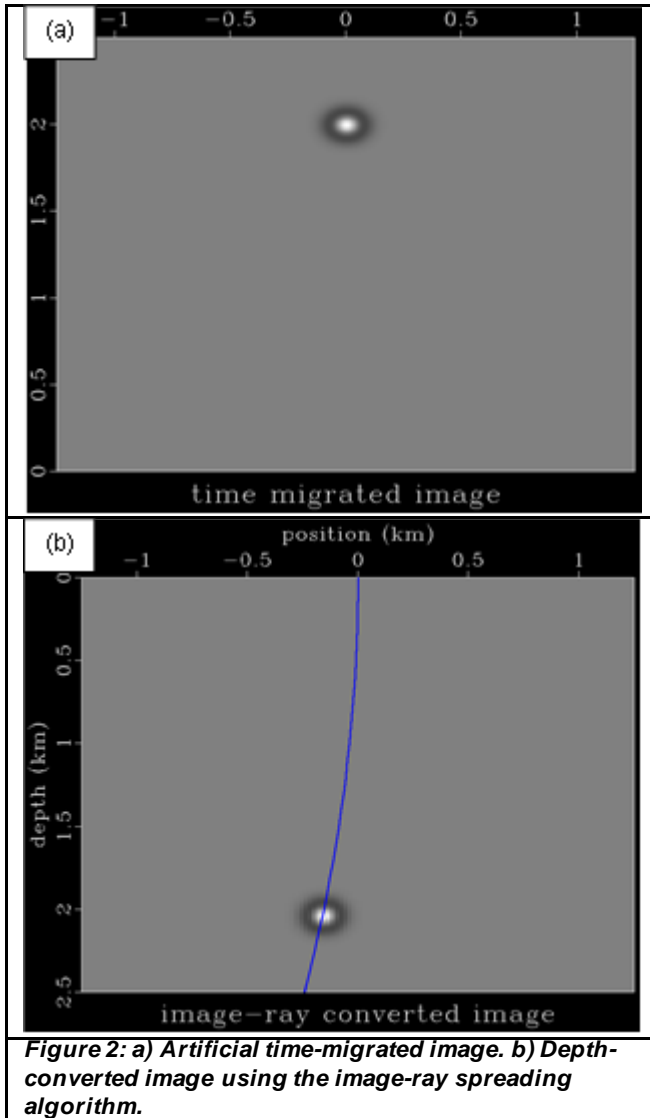 (a)
−1 −0.5 0 0.5 1
2
1.5
1
0.5
0
time migrated image
(b)
position (km)
−1 −0.5 0 0.5 1
0
0.5
1
1.5
2
2.5
depth (km)
image−ray converted image
Figure 2: a) Artificial time-migrated image. b) Depth-
converted image using the image-ray spreading
algorithm.